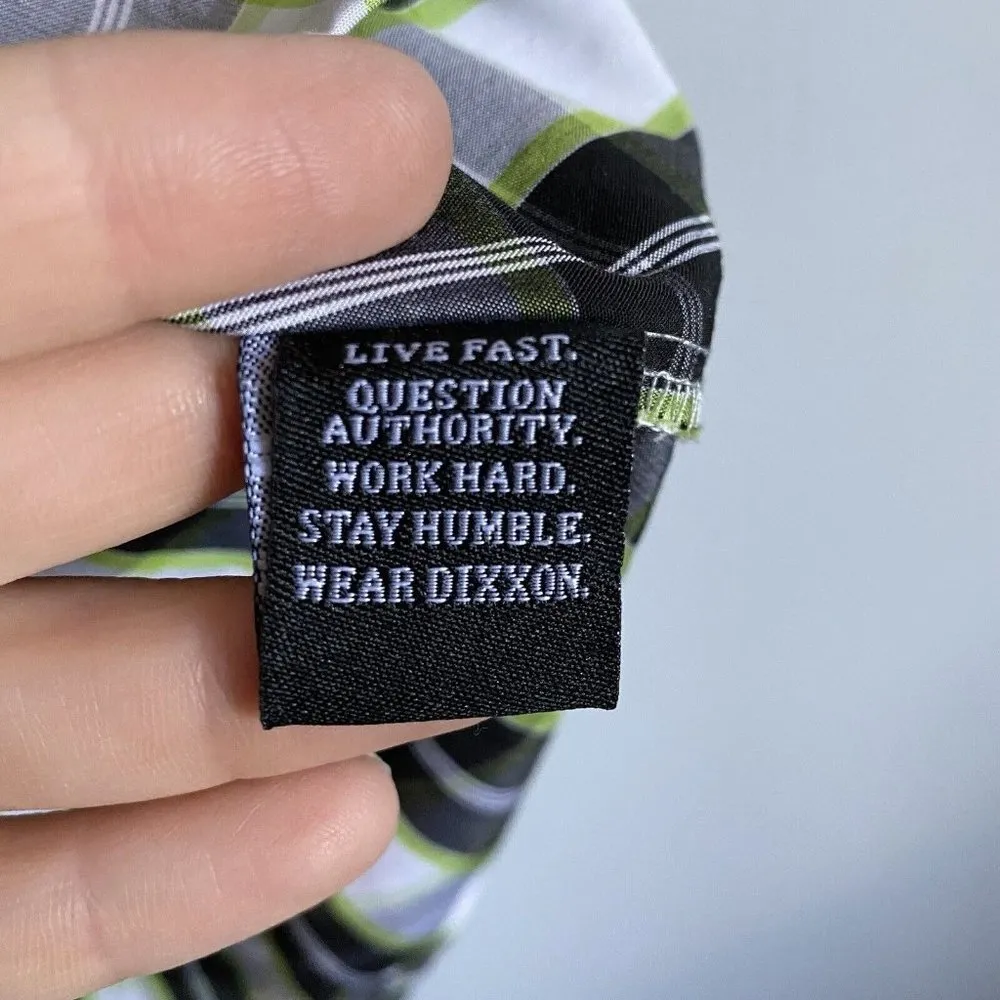 LIVE FAST.
QUESTION
AUTHORITY.
WORK HARD.
STAY HUMBLE.
WEAR DIXXON.